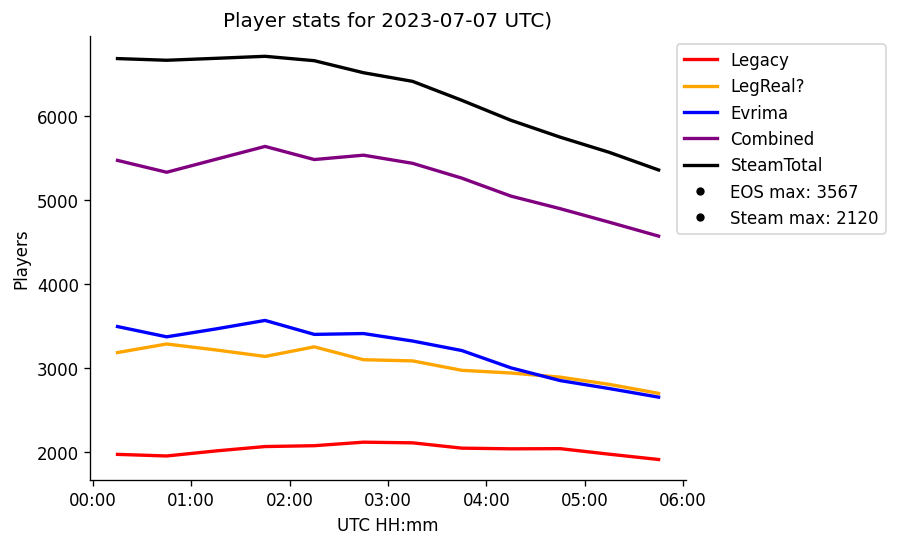 Player stats for 2023-07-07 UTC)
Legacy
LegReal?
Evrima
Combined
SteamTotal
EOS max: 3567
Steam max: 2120
Players
6000
5000
4000
3000
2000
00:00 01:00 02:00 03:00 04:00 05:00 06:00
UTC HH:mm